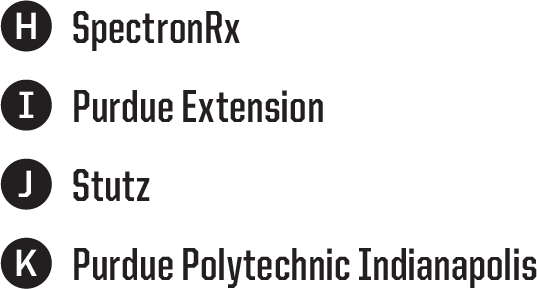 H SpectronRx
I Purdue Extension
J Stutz
K Purdue Polytechnic Indianapolis